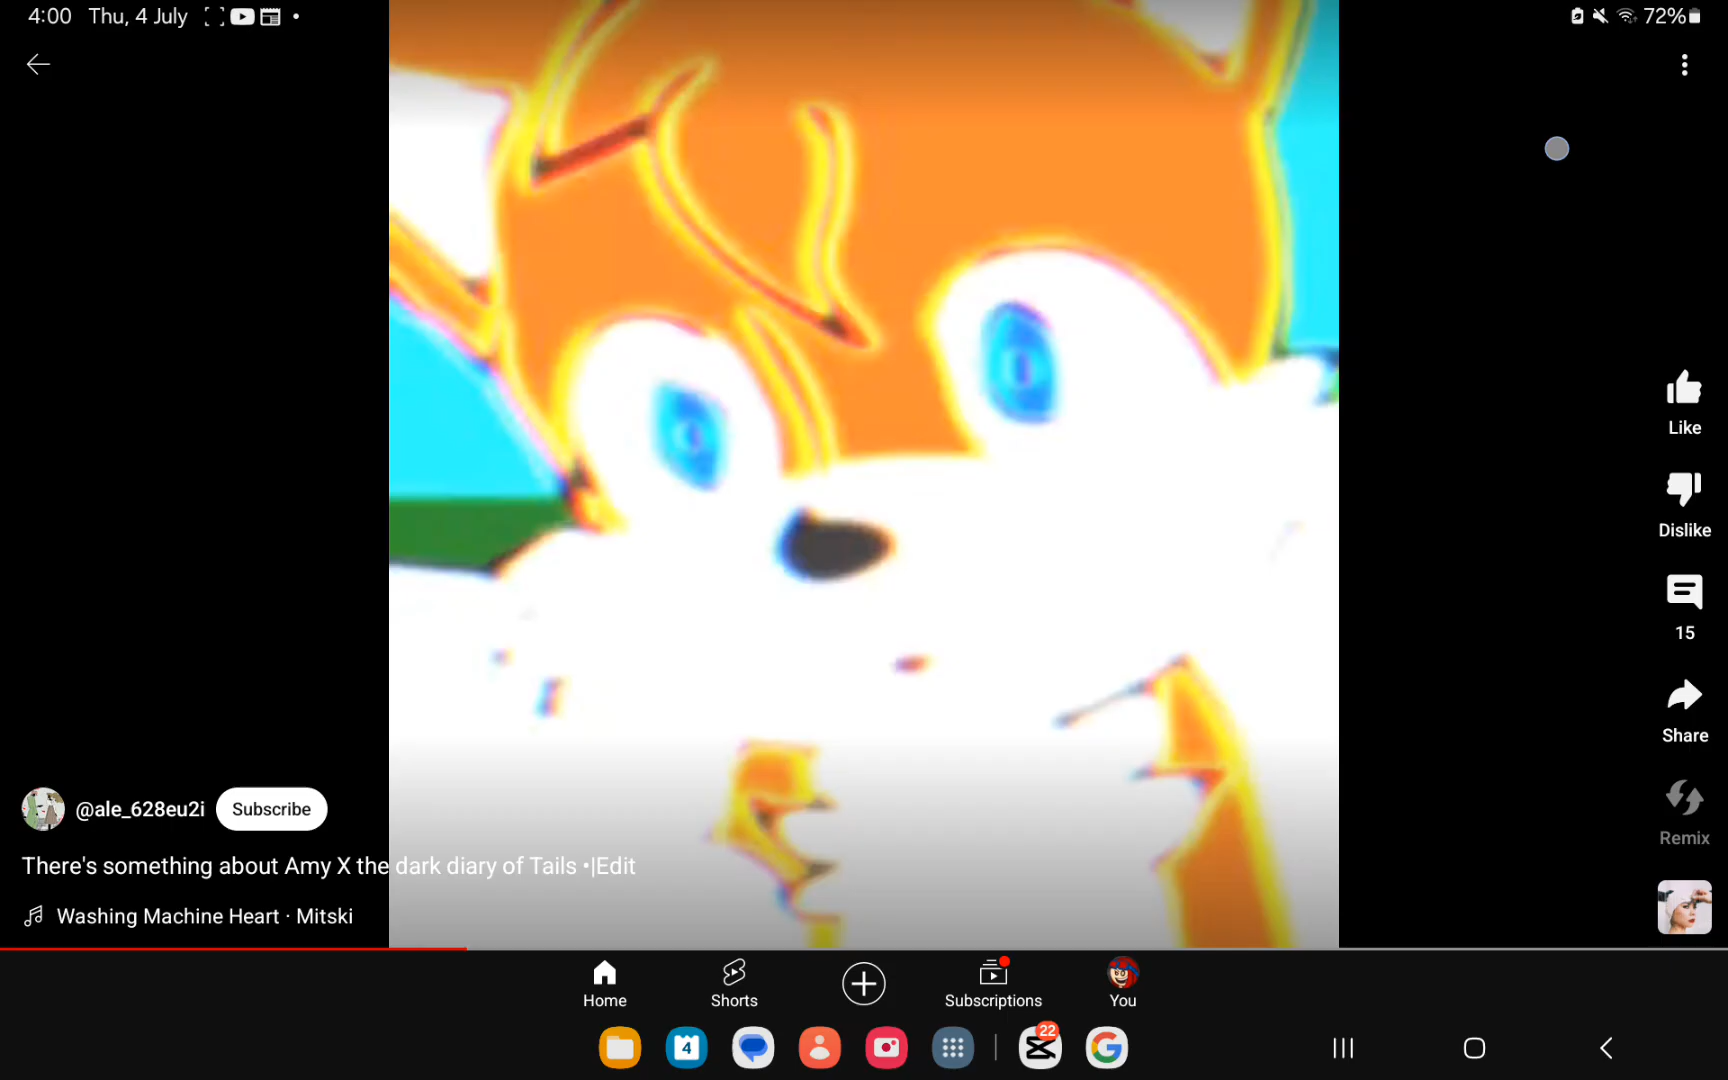 4:00 Thu, 4 July
72%
Like
Dislike
15
Share
Remix
@ale_628eu2i Subscribe
There's something about Amy X the dark diary of Tails •|Edit
Washing Machine Heart · Mitski
Home Shorts Subscriptions You
4 22